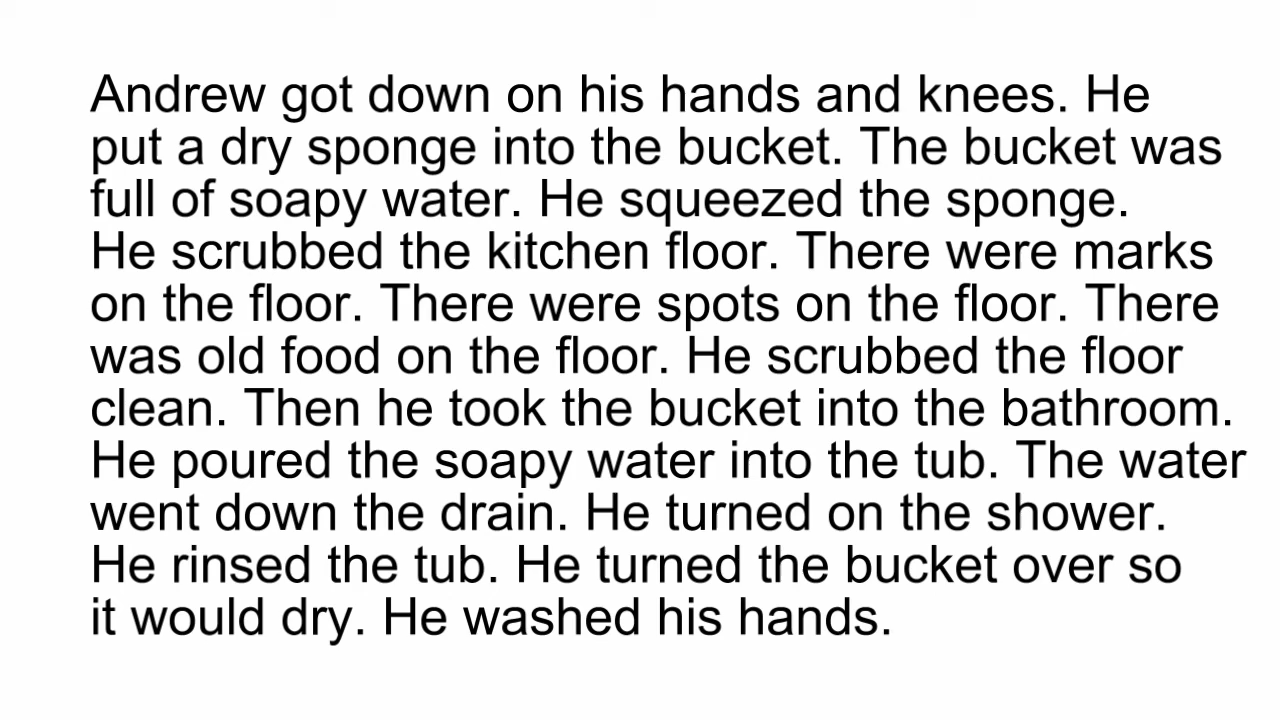 Andrew got down on his hands and knees. He
put a dry sponge into the bucket. The bucket was
full of soapy water. He squeezed the sponge.
He scrubbed the kitchen floor. There were marks
on the floor. There were spots on the floor. There
was old food on the floor. He scrubbed the floor
clean. Then he took the bucket into the bathroom.
He poured the soapy water into the tub. The water
went down the drain. He turned on the shower.
He rinsed the tub. He turned the bucket over so
it would dry. He washed his hands.